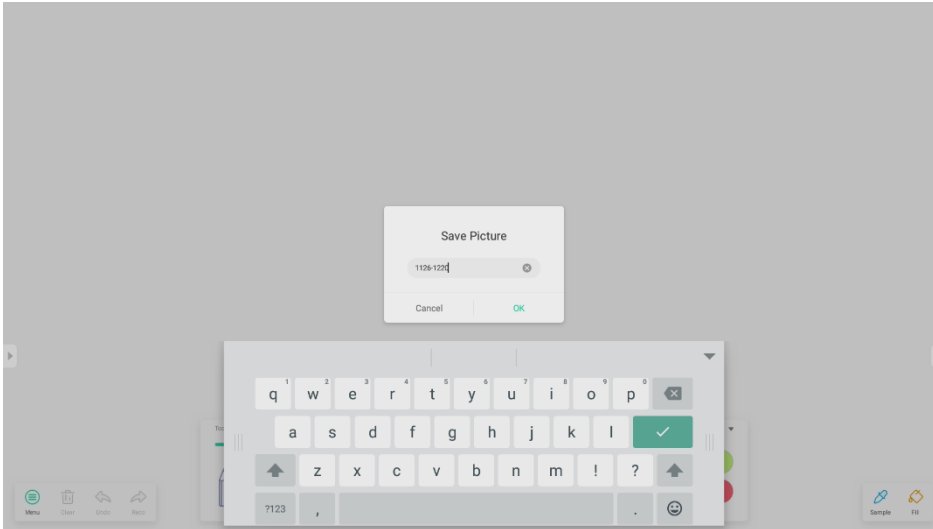 Save Picture
1126-1220
Cancel OK
1 2 3 4 5 6 7 8 9 0
q w e r t y u i o p
a s d f g h j k l
z x c v b n m ! ?
?123 , .
Menu Clear Undo Redo
Sample Fill